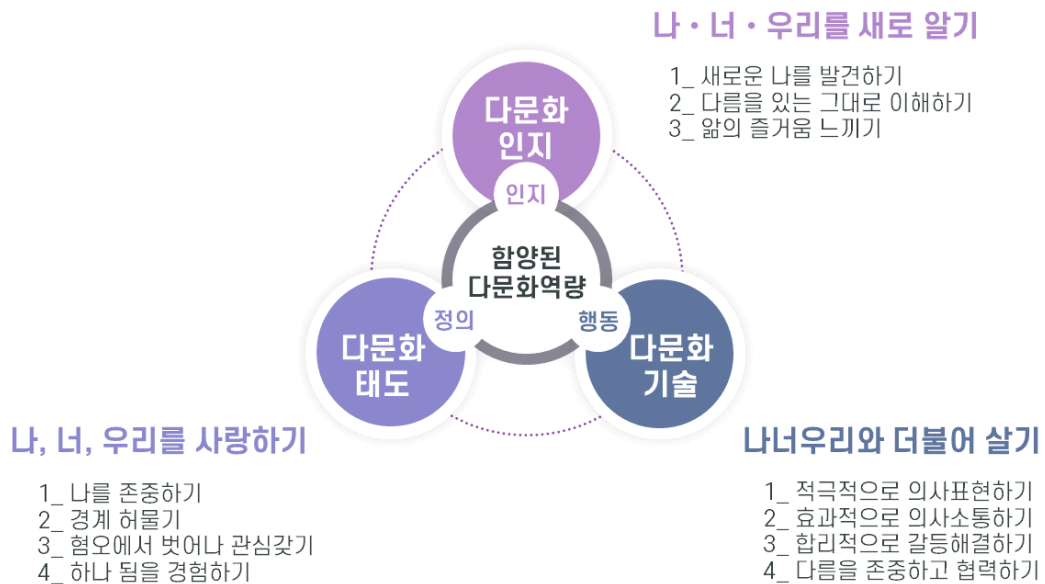 나・너・우리를 새로 알기
1_ 새로운 나를 발견하기
2_ 다름을 있는 그대로 이해하기
3_ 앎의 즐거움 느끼기
다문화
인지
인지
함양된
다문화역량
정의
행동
다문화
태도
다문화
기술
나, 너, 우리를 사랑하기
1_ 나를 존중하기
2_ 경계 허물기
3_ 혐오에서 벗어나 관심갖기
4_ 하나 됨을 경험하기
나너우리와 더불어 살기
1_ 적극적으로 의사표현하기
2_ 효과적으로 의사소통하기
3_ 합리적으로 갈등해결하기
4_ 다름을 존중하고 협력하기